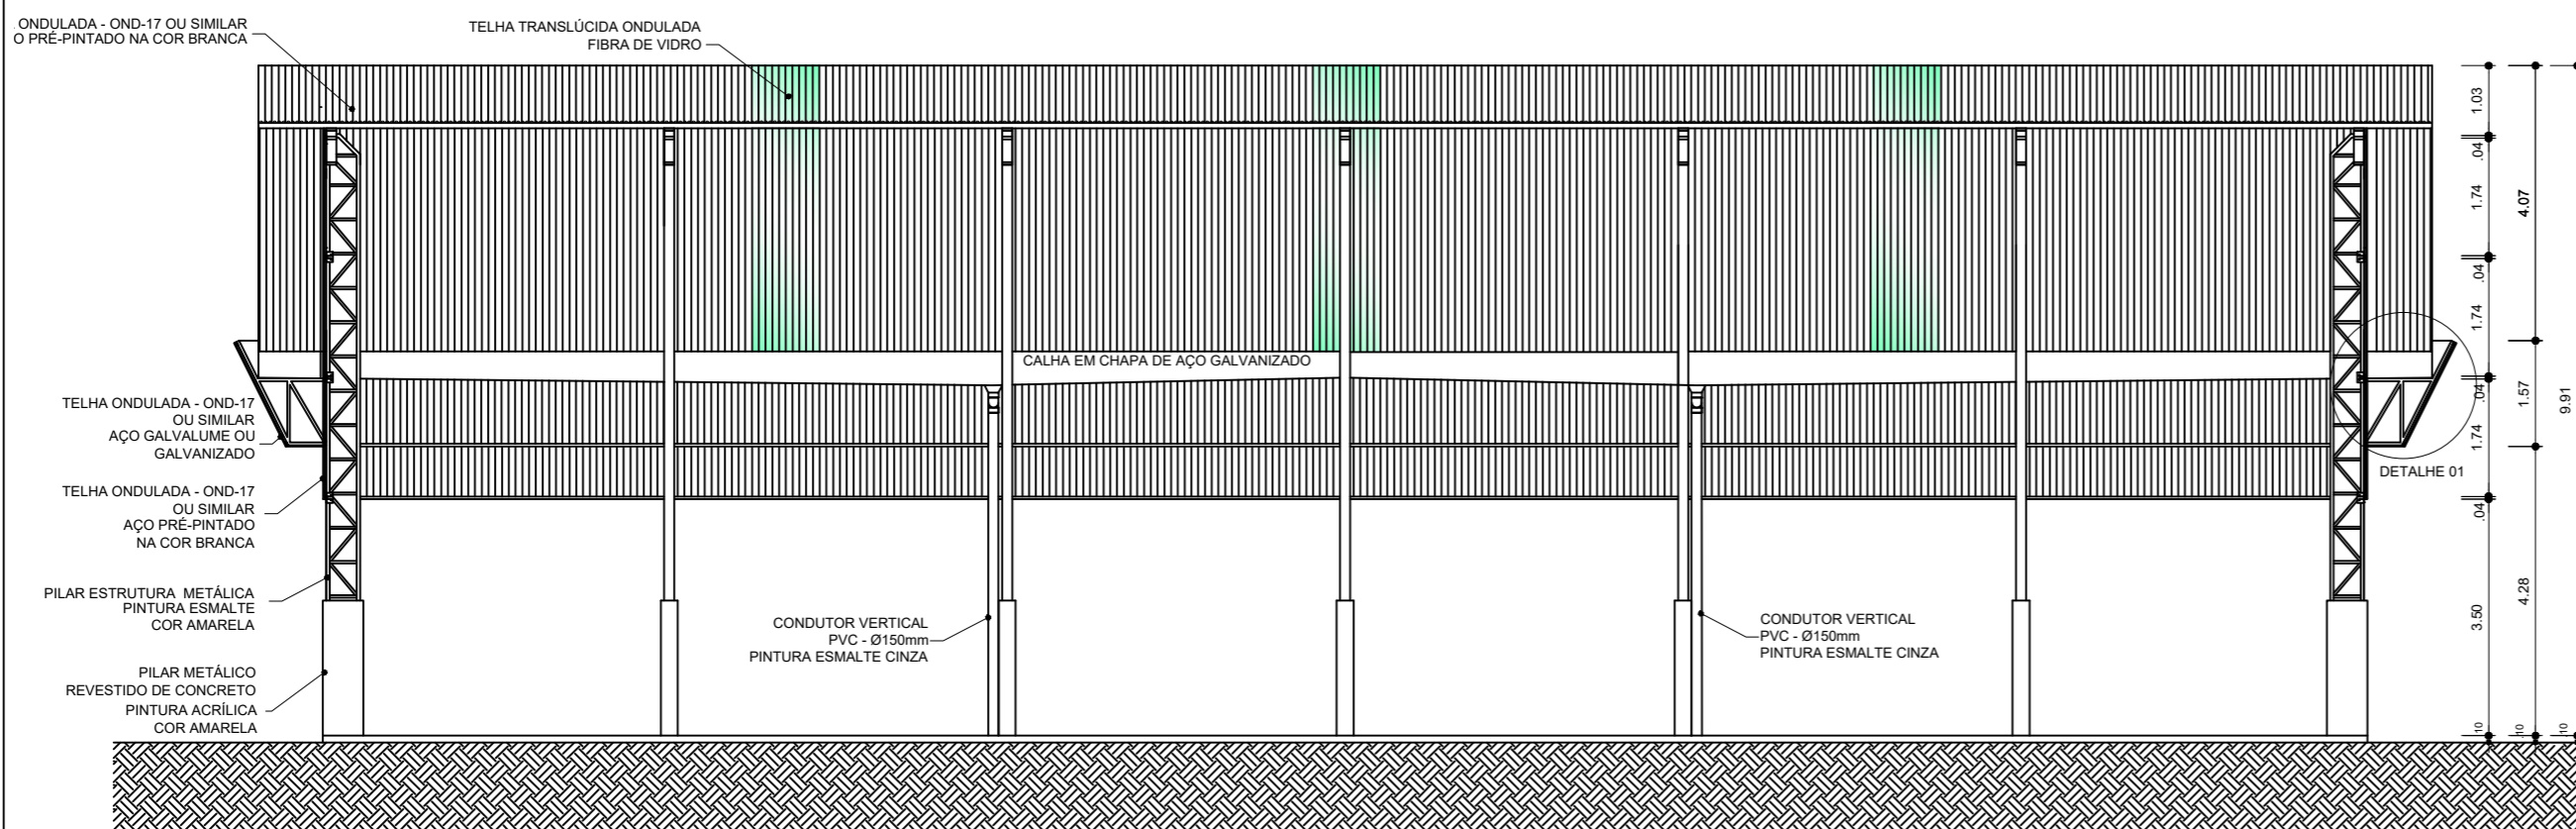 ONDULADA - OND-17 OU SIMILAR
O PRÉ-PINTADO NA COR BRANCA
TELHA TRANSLÚCIDA ONDULADA
FIBRA DE VIDRO
CALHA EM CHAPA DE AÇO GALVANIZADO
TELHA ONDULADA - OND-17
OU SIMILAR
AÇO GALVALUME OU
GALVANIZADO
TELHA ONDULADA - OND-17
OU SIMILAR
AÇO PRÉ-PINTADO
NA COR BRANCA
PILAR ESTRUTURA METÁLICA
PINTURA ESMALTE
COR AMARELA
PILAR METÁLICO
REVESTIDO DE CONCRETO
PINTURA ACRÍLICA
COR AMARELA
CONDUTOR VERTICAL
PVC - Ø150mm
PINTURA ESMALTE CINZA
CONDUTOR VERTICAL
PVC - Ø150mm
PINTURA ESMALTE CINZA
DETALHE 01
1.03
.04
1.74
.04
1.74
.04
1.74
.04
3.50
.10
4.07
1.57
4.28
.10
9.91
.10